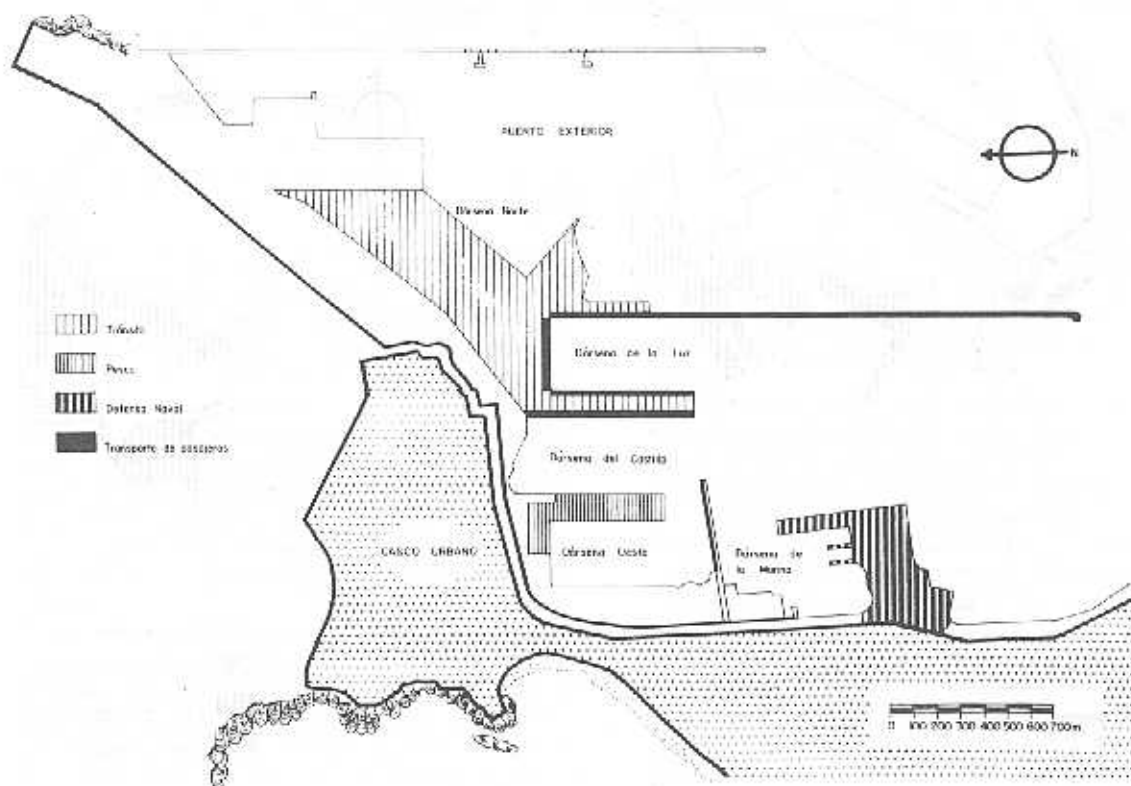 PUERTO EXTERIOR
N
Dársena Norte
Tránsito
Pesca
Defensa Naval
Transporte de pasajeros
Dársena de la Luz
Dársena del Castillo
CASCO URBANO
Dársena Oeste
Dársena de
la Marina
0 100 200 300 400 500 600 700m